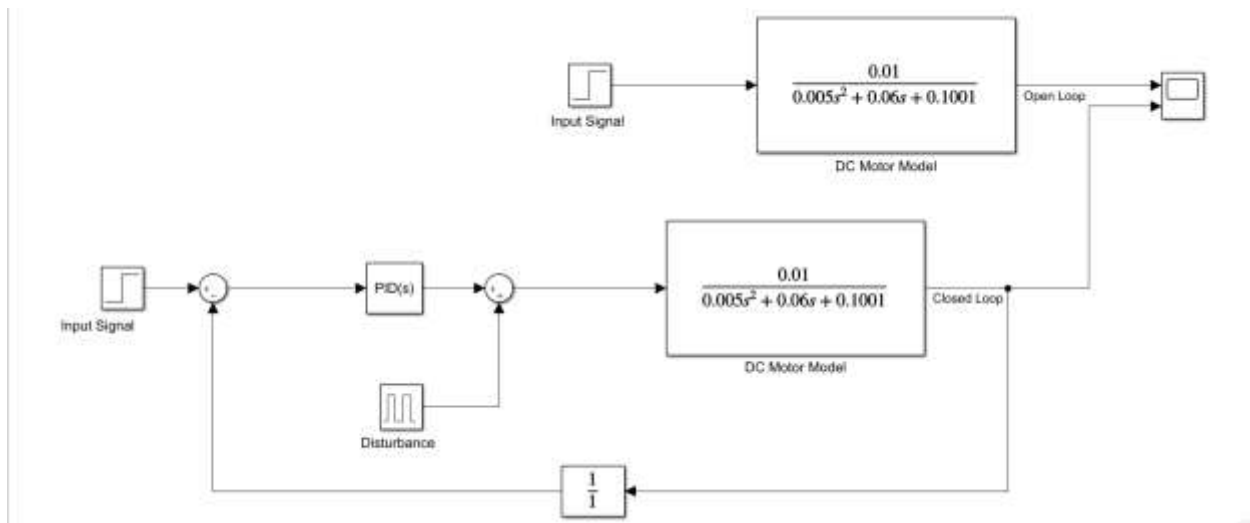 0.01
0.005s² + 0.06s + 0.1001
Open Loop
Input Signal
DC Motor Model
PID(s)
0.01
0.005s² + 0.06s + 0.1001
Closed Loop
Input Signal
DC Motor Model
Disturbance
1
1